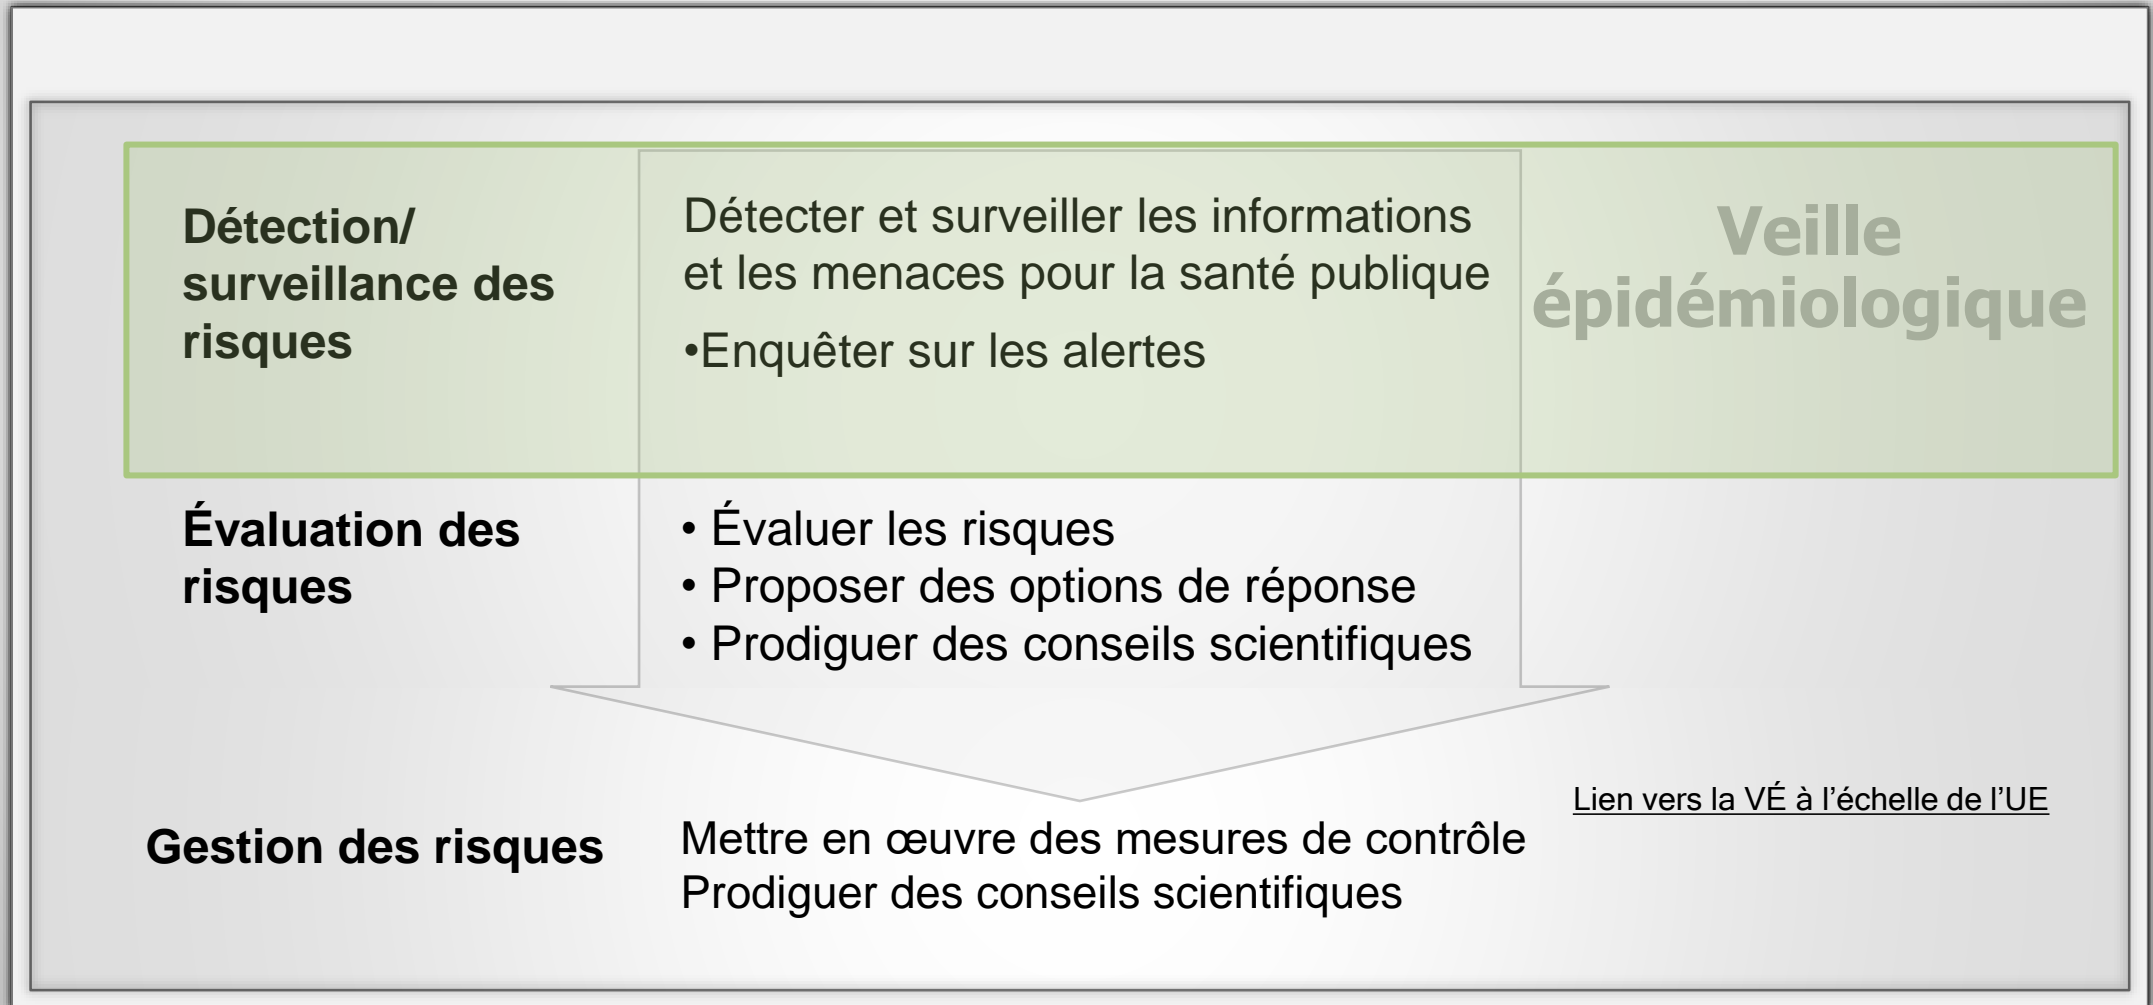 Détection/
surveillance des
risques
Détecter et surveiller les informations
et les menaces pour la santé publique
•Enquêter sur les alertes
Veille
épidémiologique
Évaluation des
risques
• Évaluer les risques
• Proposer des options de réponse
• Prodiguer des conseils scientifiques
Gestion des risques
Mettre en œuvre des mesures de contrôle
Prodiguer des conseils scientifiques
Lien vers la VÉ à l’échelle de l’UE